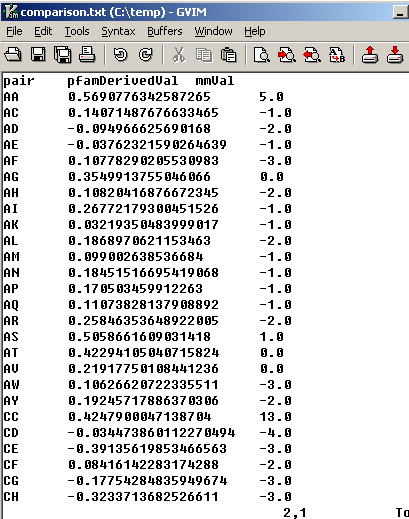 comparison.txt (C:\temp) - GVIM
File Edit Tools Syntax Buffers Window Help
pair pfamDerivedVal mmVal
AA 0.5690776342587265 5.0
AC 0.14071487676633465 -1.0
AD -0.094966625690168 -2.0
AE -0.03762321590264639 -1.0
AF 0.10778290205530983 -3.0
AG 0.3549913755046066 0.0
AH 0.10820416876672345 -2.0
AI 0.26772179300451526 -1.0
AK 0.03219350483999017 -1.0
AL 0.1868970621153463 -2.0
AM 0.099002638536684 -1.0
AN 0.18451516695419068 -1.0
AP 0.170503459912263 -1.0
AQ 0.11073828137908892 -1.0
AR 0.25846353648922005 -2.0
AS 0.5058661609031418 1.0
AT 0.42294105040715824 0.0
AV 0.21917750108441236 0.0
AW 0.10626620722335511 -3.0
AY 0.19245717886370306 -2.0
CC 0.4247900047138704 13.0
CD -0.034473860112270494 -4.0
CE -0.39135619853466563 -3.0
CF 0.08416142283174288 -2.0
CG -0.17754284835949674 -3.0
CH -0.3233713682526611 -3.0
2,1 To